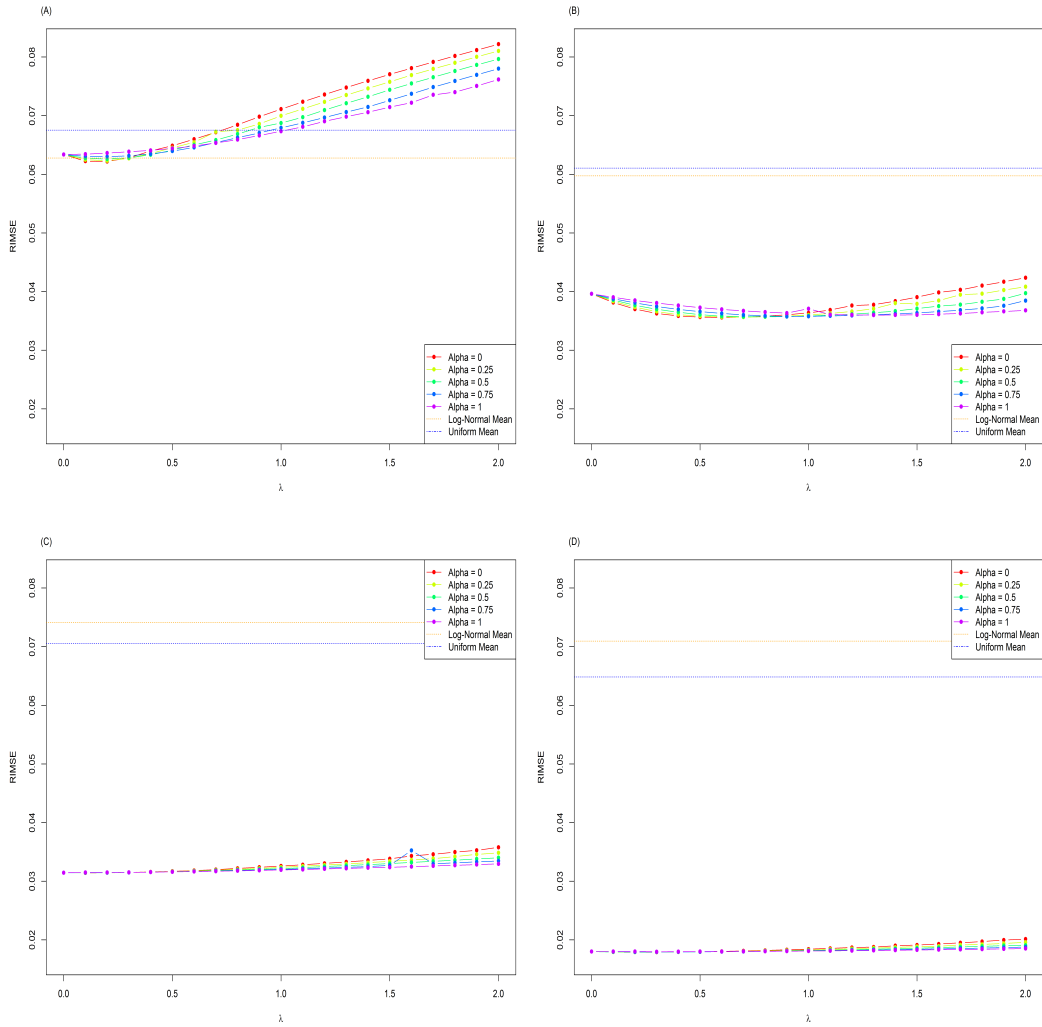 (A)
RIMSE
0.08
0.07
0.06
0.05
0.04
0.03
0.02
Alpha = 0
Alpha = 0.25
Alpha = 0.5
Alpha = 0.75
Alpha = 1
Log-Normal Mean
Uniform Mean
0.0 0.5 1.0 1.5 2.0
λ
(B)
RIMSE
0.08
0.07
0.06
0.05
0.04
0.03
0.02
Alpha = 0
Alpha = 0.25
Alpha = 0.5
Alpha = 0.75
Alpha = 1
Log-Normal Mean
Uniform Mean
0.0 0.5 1.0 1.5 2.0
λ
(C)
RIMSE
0.08
0.07
0.06
0.05
0.04
0.03
0.02
Alpha = 0
Alpha = 0.25
Alpha = 0.5
Alpha = 0.75
Alpha = 1
Log-Normal Mean
Uniform Mean
0.0 0.5 1.0 1.5 2.0
λ
(D)
RIMSE
0.08
0.07
0.06
0.05
0.04
0.03
0.02
Alpha = 0
Alpha = 0.25
Alpha = 0.5
Alpha = 0.75
Alpha = 1
Log-Normal Mean
Uniform Mean
0.0 0.5 1.0 1.5 2.0
λ